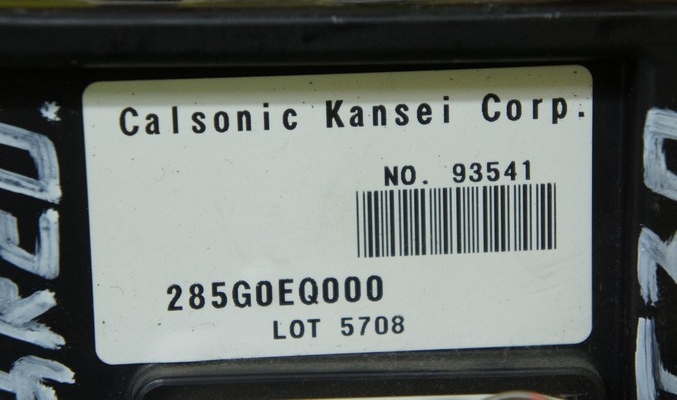 Calsonic Kansei Corp.
NO. 93541
285G0EQ000
LOT 5708